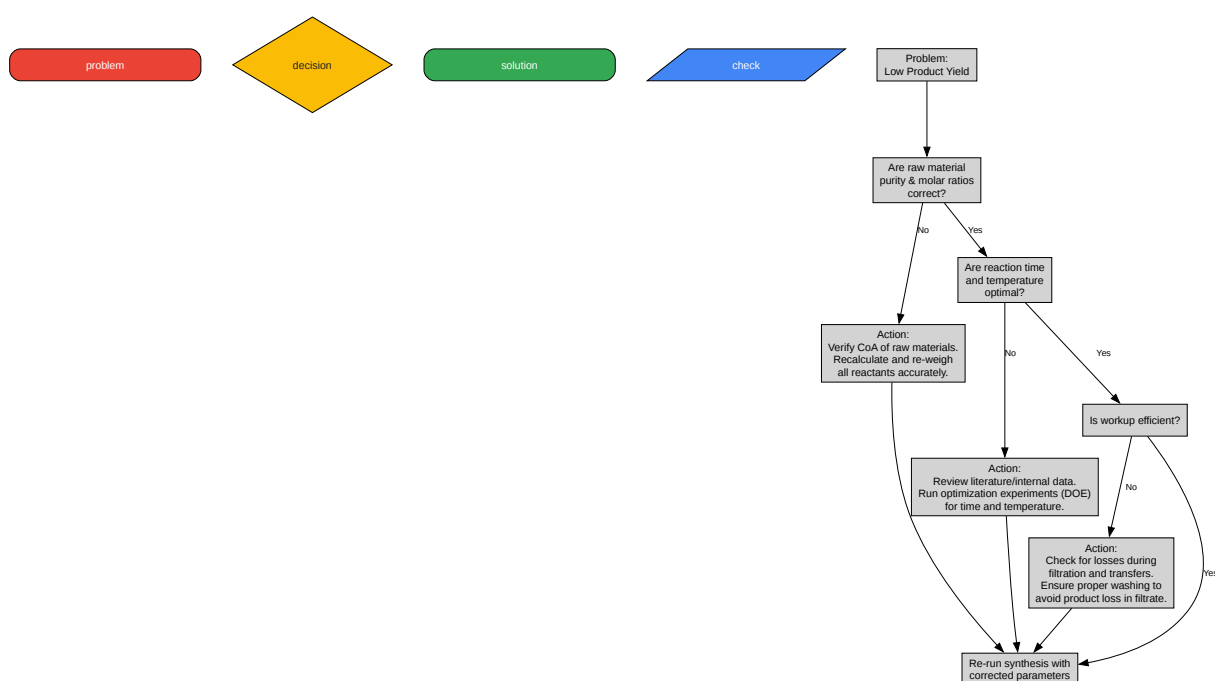 problem
decision
solution
check
Problem:
Low Product Yield
Are raw material
purity & molar ratios
correct?
No
Yes
Are reaction time
and temperature
optimal?
Action:
Verify CoA of raw materials.
Recalculate and re-weigh
all reactants accurately.
No
Yes
Is workup efficient?
Action:
Review literature/internal data.
Run optimization experiments (DOE)
for time and temperature.
No
Action:
Check for losses during
filtration and transfers.
Ensure proper washing to
avoid product loss in filtrate.
Yes
Re-run synthesis with
corrected parameters